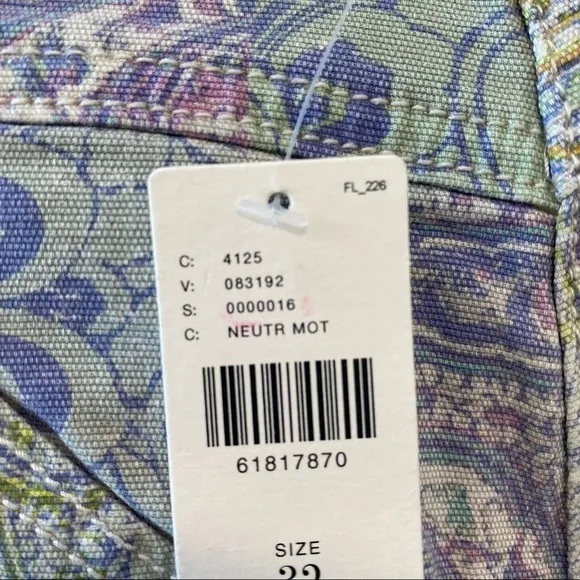 FL_226
C: 4125
V: 083192
S: 0000016
C: NEUTR MOT
61817870
SIZE